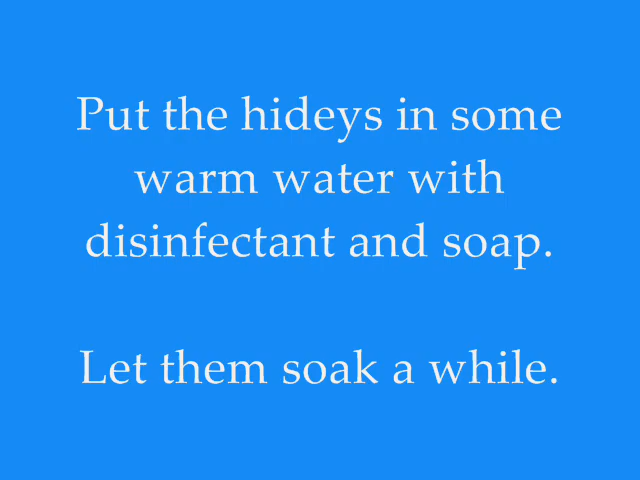 Put the hideys in some
warm water with
disinfectant and soap.
Let them soak a while.